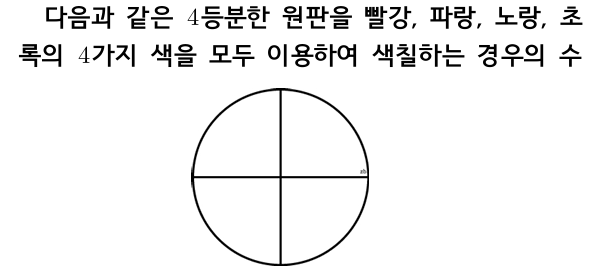 다음과 같은 4등분한 원판을 빨강, 파랑, 노랑, 초
록의 4가지 색을 모두 이용하여 색칠하는 경우의 수
ab